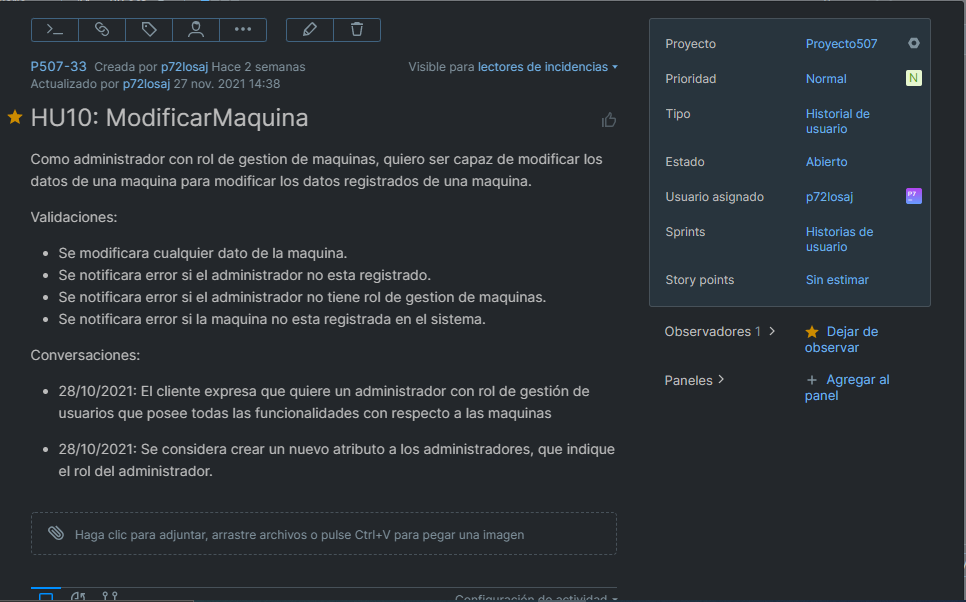 P507-33 Creada por p72losaj Hace 2 semanas
Visible para lectores de incidencias
Actualizado por p72losaj 27 nov. 2021 14:38
HU10: ModificarMaquina
Como administrador con rol de gestion de maquinas, quiero ser capaz de modificar los
datos de una maquina para modificar los datos registrados de una maquina.
Validaciones:
• Se modificara cualquier dato de la maquina.
• Se notificara error si el administrador no esta registrado.
• Se notificara error si el administrador no tiene rol de gestion de maquinas.
• Se notificara error si la maquina no esta registrada en el sistema.
Conversaciones:
• 28/10/2021: El cliente expresa que quiere un administrador con rol de gestión de
usuarios que posee todas las funcionalidades con respecto a las maquinas
• 28/10/2021: Se considera crear un nuevo atributo a los administradores, que indique
el rol del administrador.
Haga clic para adjuntar, arrastre archivos o pulse Ctrl+V para pegar una imagen
Configuración de actividad
Proyecto Proyecto507
Prioridad Normal N
Tipo Historial de
usuario
Estado Abierto
Usuario asignado p72losaj P7
Sprints Historias de
usuario
Story points Sin estimar
Observadores 1 > Dejar de
observar
Paneles > + Agregar al
panel